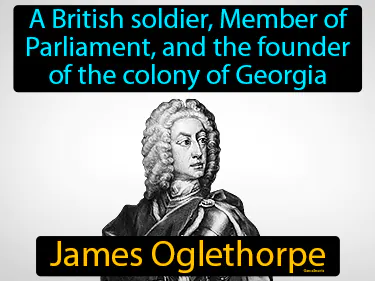 A British soldier, Member of
Parliament, and the founder
of the colony of Georgia
James Oglethorpe